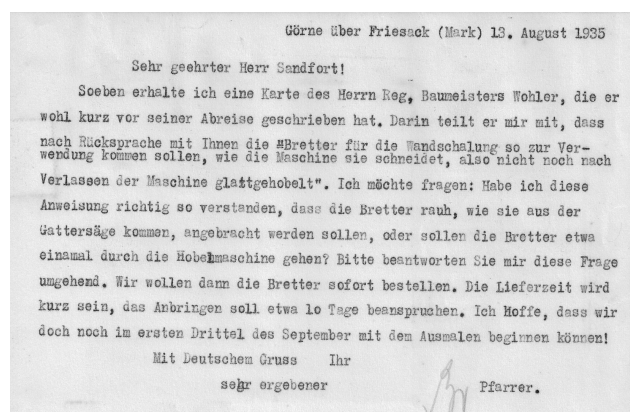 Görne über Friesack (Mark) 13. August 1935
Sehr geehrter Herr Sandfort!
Soeben erhalte ich eine Karte des Herrn Reg, Baumeisters Wohler, die er
wohl kurz vor seiner Abreise geschrieben hat. Darin teilt er mir mit, dass
nach Rücksprache mit Ihnen die "Bretter für die Wandschalung so zur Ver-
wendung kommen sollen, wie die Maschine sie schneidet, also nicht noch nach
Verlassen der Maschine glattgehobelt". Ich möchte fragen: Habe ich diese
Anweisung richtig so verstanden, dass die Bretter rauh, wie sie aus der
Gattersäge kommen, angebracht werden sollen, oder sollen die Bretter etwa
einamal durch die Hobelmaschine gehen? Bitte beantworten Sie mir diese Frage
umgehend. Wir wollen dann die Bretter sofort bestellen. Die Lieferzeit wird
kurz sein, das Anbringen soll etwa lo Tage beanspruchen. Ich Hoffe, dass wir
doch noch im ersten Drittel des September mit dem Ausmalen beginnen können!
Mit Deutschem Gruss Ihr
sehr ergebener Pfarrer.